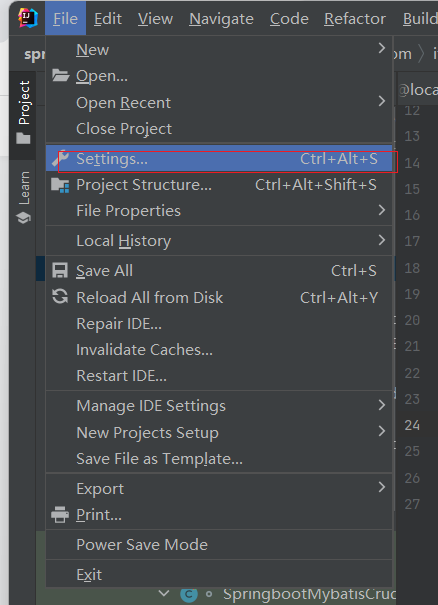 File Edit View Navigate Code Refactor Build
spr om i
New
Open...
@loca
Open Recent
12
Close Project
13
Settings... Ctrl+Alt+S
14
Project Structure... Ctrl+Alt+Shift+S
15
File Properties
16
Local History
17
Save All Ctrl+S
18
Reload All from Disk Ctrl+Alt+Y
19
Repair IDE...
20
Invalidate Caches...
21
Restart IDE...
22
Manage IDE Settings
23
New Projects Setup
24
Save File as Template...
25
Export
26
Print...
27
Power Save Mode
Exit
SpringbootMybatisCrud
Project
Learn